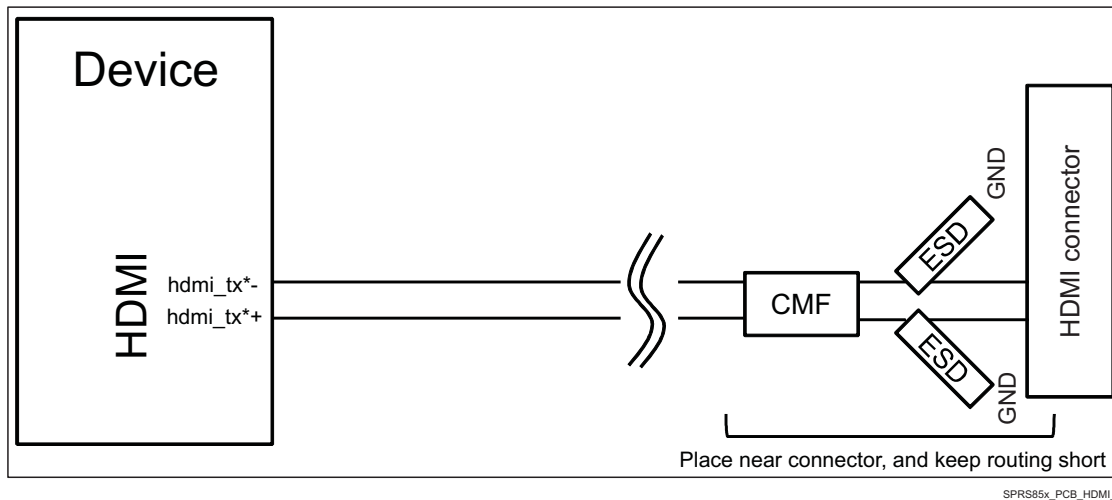 Device
HDMI
hdmi_tx*-
hdmi_tx*+
CMF
ESD
GND
ESD
GND
HDMI connector
Place near connector, and keep routing short
SPRS85x_PCB_HDMI_